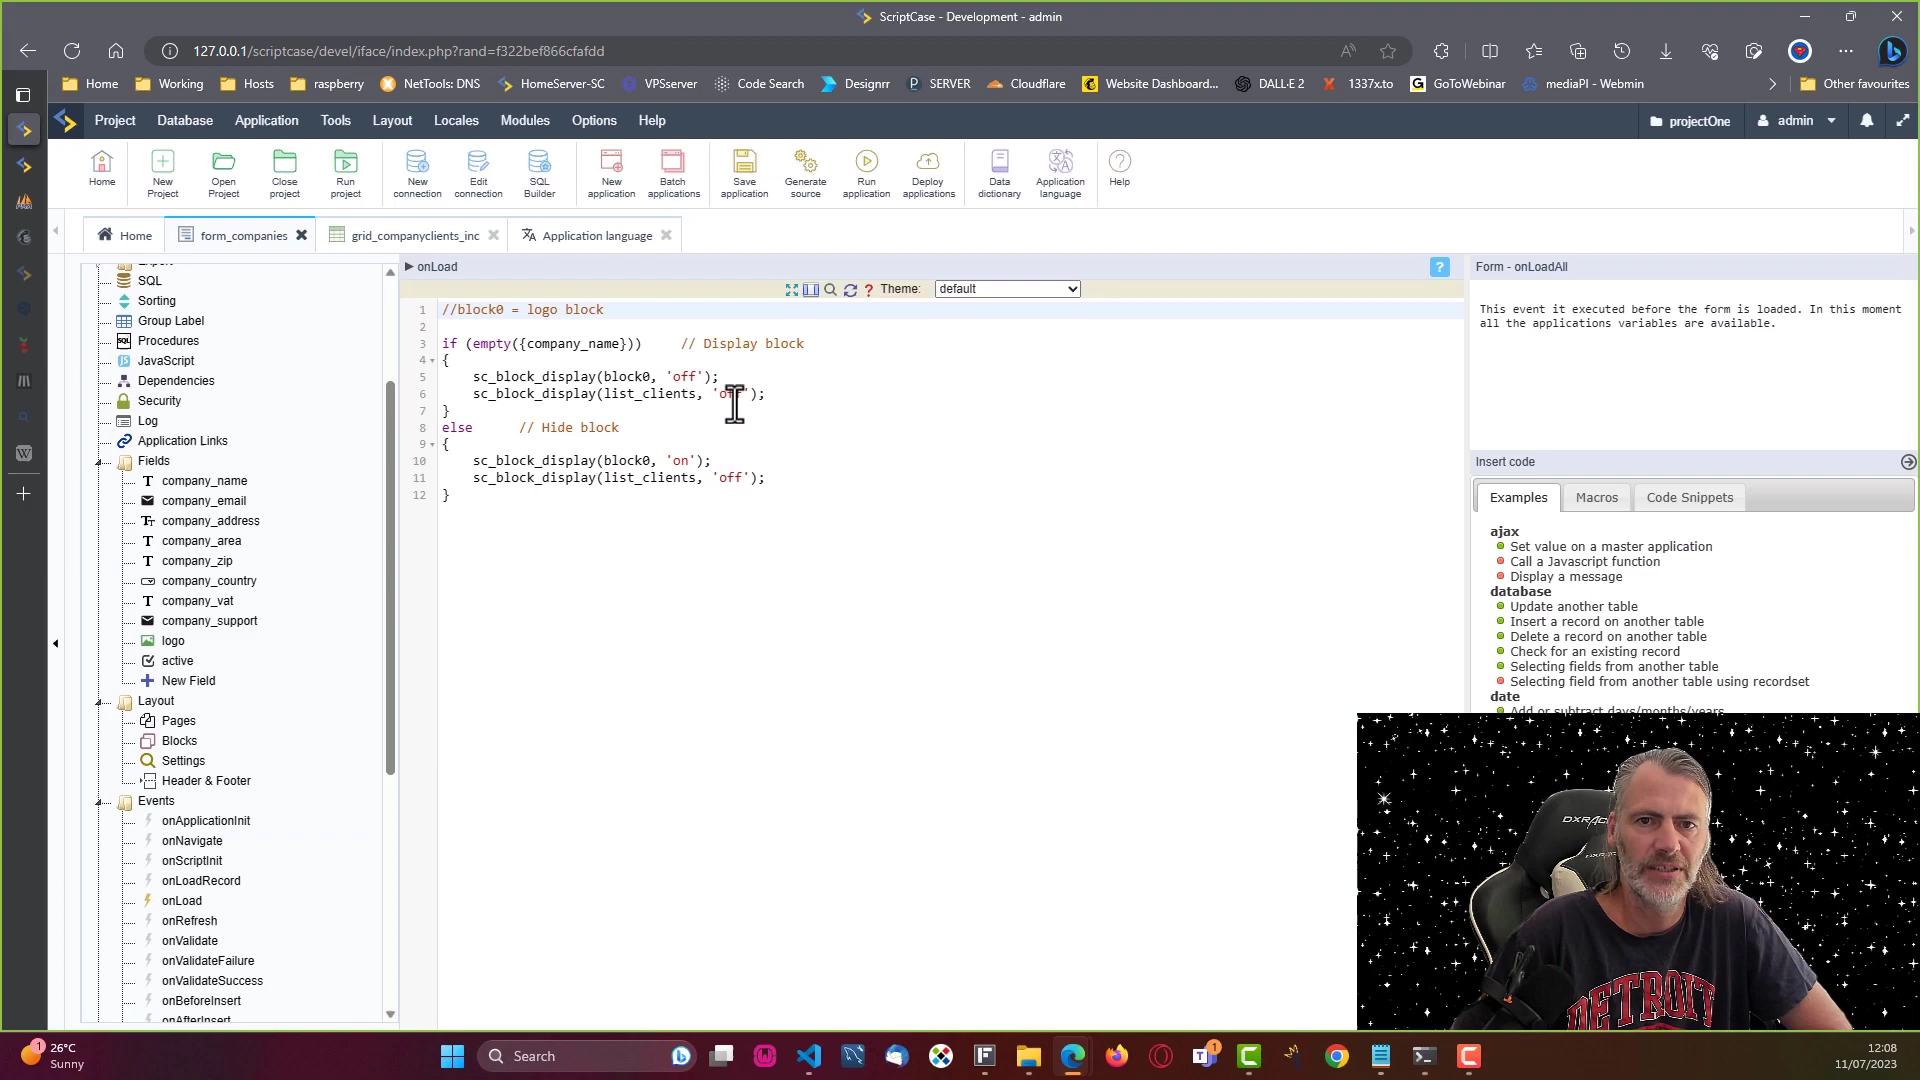 ScriptCase - Development - admin
127.0.0.1/scriptcase/devel/iface/index.php?rand=f322bef866cfafdd
Home Working Hosts raspberry NetTools: DNS HomeServer-SC VPSserver Code Search Designrr SERVER Cloudflare Website Dashboard... DALL·E 2 1337x.to GoToWebinar mediaPI - Webmin Other favourites
Project Database Application Tools Layout Locales Modules Options Help projectOne admin
Home
New Project
Open Project
Close project
Run project
New connection
Edit connection
SQL Builder
New application
Batch applications
Save application
Generate source
Run application
Deploy applications
Data dictionary
Application language
Help
Home form_companies grid_companyclients_inc Application language
SQL
Sorting
Group Label
Procedures
JavaScript
Dependencies
Security
Log
Application Links
Fields
company_name
company_email
company_address
company_area
company_zip
company_country
company_vat
company_support
logo
active
New Field
Layout
Pages
Blocks
Settings
Header & Footer
Events
onApplicationInit
onNavigate
onScriptInit
onLoadRecord
onLoad
onRefresh
onValidate
onValidateFailure
onValidateSuccess
onBeforeInsert
onAfterInsert
onLoad
?
? Theme: default
1 //block0 = logo block
2
3 if (empty({company_name})) // Display block
4 {
5 sc_block_display(block0, 'off');
6 sc_block_display(list_clients, 'off');
7 }
8 else // Hide block
9 {
10 sc_block_display(block0, 'on');
11 sc_block_display(list_clients, 'off');
12 }
Form - onLoadAll
This event it executed before the form is loaded. In this moment
all the applications variables are available.
Insert code
Examples Macros Code Snippets
ajax
Set value on a master application
Call a Javascript function
Display a message
database
Update another table
Insert a record on another table
Delete a record on another table
Check for an existing record
Selecting fields from another table
Selecting field from another table using recordset
date
Add or subtract days/months/years
DETROIT
1
26°C
Sunny
Search
1
12:08
11/07/2023